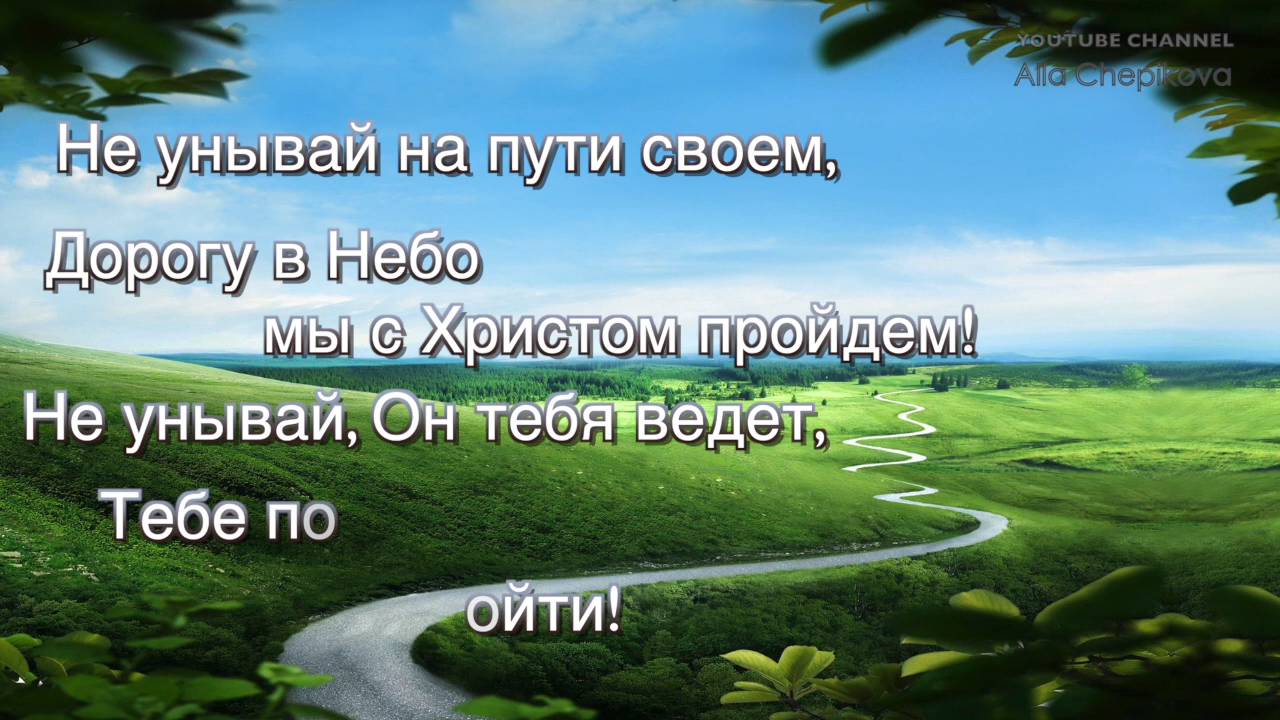 YOUTUBE CHANNEL
Alla Chepikova
Не унывай на пути своем,
Дорогу в Небо
мы с Христом пройдем!
Не унывай, Он тебя ведет,
Тебе по
ойти!